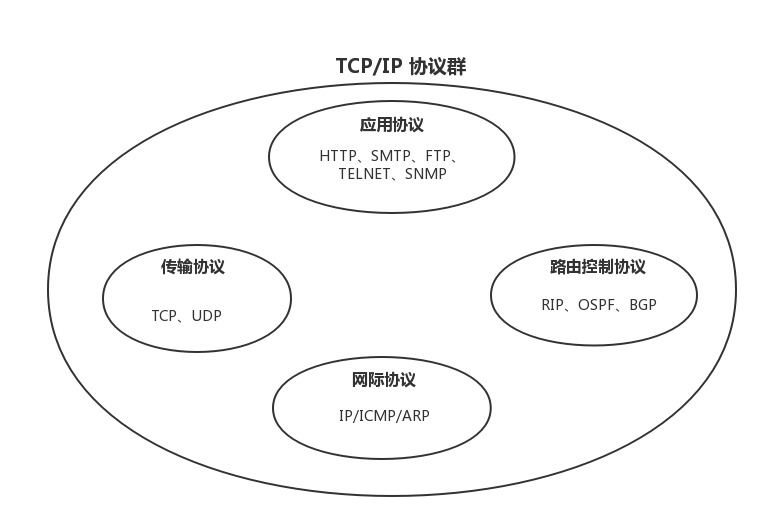 TCP/IP 协议群
应用协议
HTTP、SMTP、FTP、
TELNET、SNMP
传输协议
TCP、UDP
路由控制协议
RIP、OSPF、BGP
网际协议
IP/ICMP/ARP